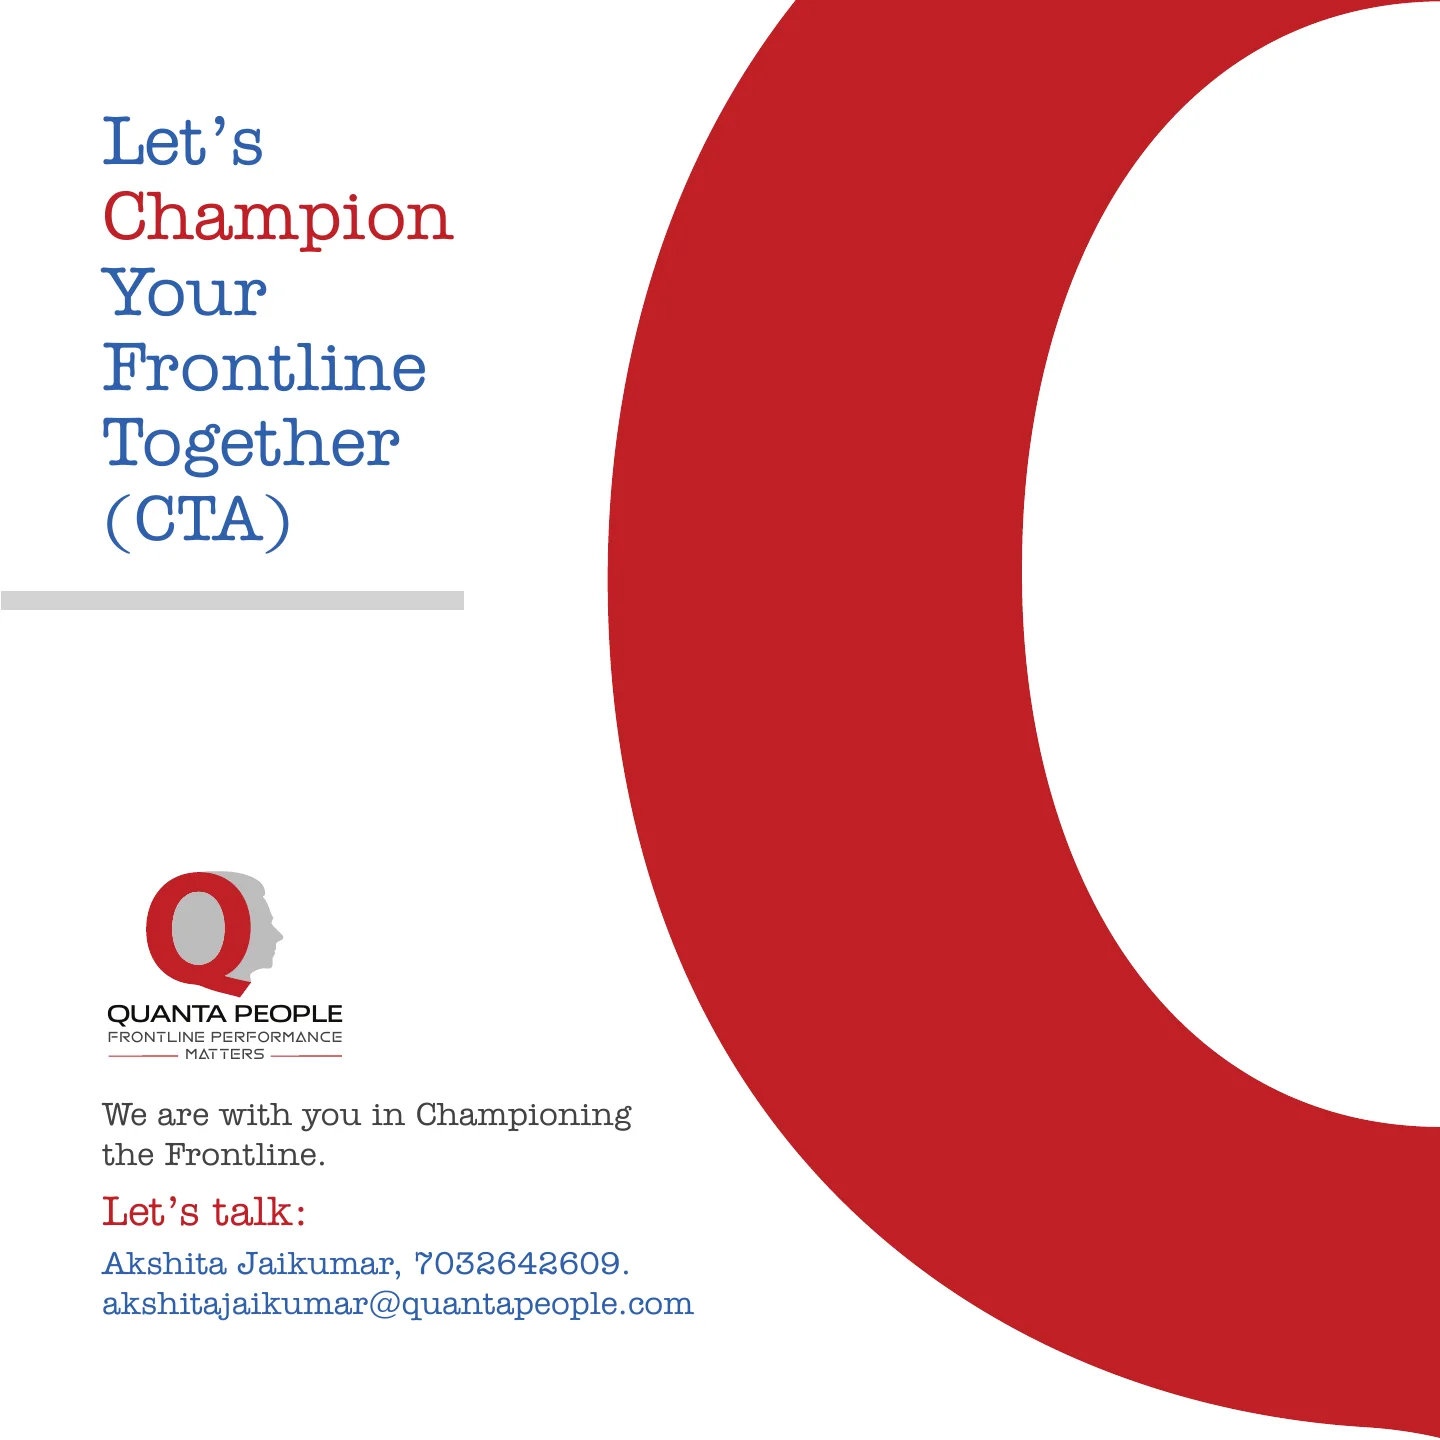 Let’s
Champion
Your
Frontline
Together
(CTA)
Q
QUANTA PEOPLE
FRONTLINE PERFORMANCE
MATTERS
We are with you in Championing
the Frontline.
Let’s talk:
Akshita Jaikumar, 7032642609.
akshitajaikumar@quantapeople.com